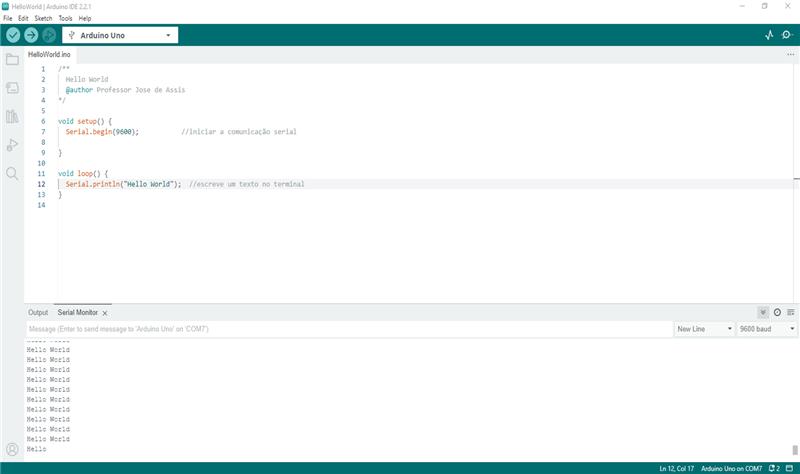 HelloWorld | Arduino IDE 2.2.1
File Edit Sketch Tools Help
Arduino Uno
HelloWorld.ino
1 /**
2 Hello World
3 @author Professor Jose de Assis
4 */
5
6 void setup() {
7 Serial.begin(9600); //iniciar a comunicação serial
8
9 }
10
11 void loop() {
12 Serial.println("Hello World"); //escreve um texto no terminal
13 }
14
Output Serial Monitor
Message (Enter to send message to 'Arduino Uno' on 'COM7') New Line 9600 baud
Hello World
Hello World
Hello World
Hello World
Hello World
Hello World
Hello World
Hello World
Hello World
Hello World
Hello World
Hello
Ln 12, Col 17 Arduino Uno on COM7 2